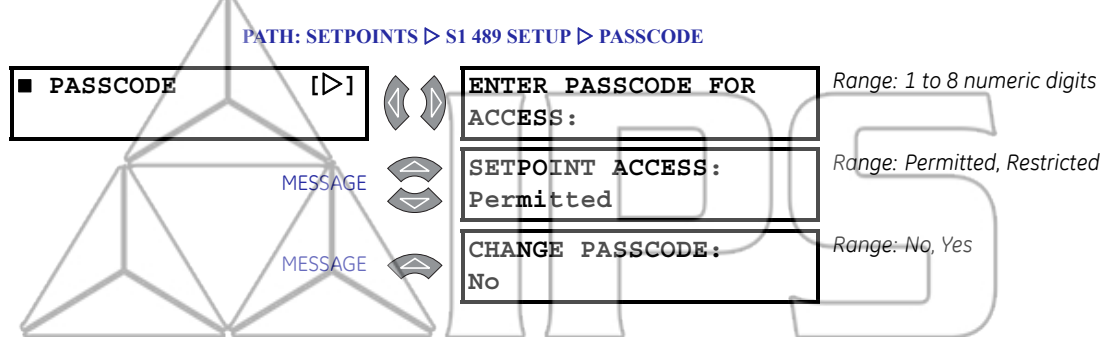 PATH: SETPOINTS ▷ S1 489 SETUP ▷ PASSCODE
■ PASSCODE [▷]
ENTER PASSCODE FOR
ACCESS:
Range: 1 to 8 numeric digits
MESSAGE
SETPOINT ACCESS:
Permitted
Range: Permitted, Restricted
MESSAGE
CHANGE PASSCODE:
No
Range: No, Yes
IPS